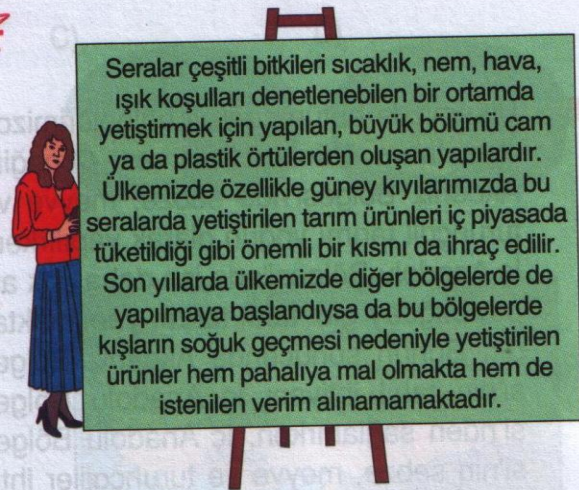 Seralar çeşitli bitkileri sıcaklık, nem, hava,
ışık koşulları denetlenebilen bir ortamda
yetiştirmek için yapılan, büyük bölümü cam
ya da plastik örtülerden oluşan yapılardır.
Ülkemizde özellikle güney kıyılarımızda bu
seralarda yetiştirilen tarım ürünleri iç piyasada
tüketildiği gibi önemli bir kısmı da ihraç edilir.
Son yıllarda ülkemizde diğer bölgelerde de
yapılmaya başlandıysa da bu bölgelerde
kışların soğuk geçmesi nedeniyle yetiştirilen
ürünler hem pahalıya mal olmakta hem de
istenilen verim alınamamaktadır.